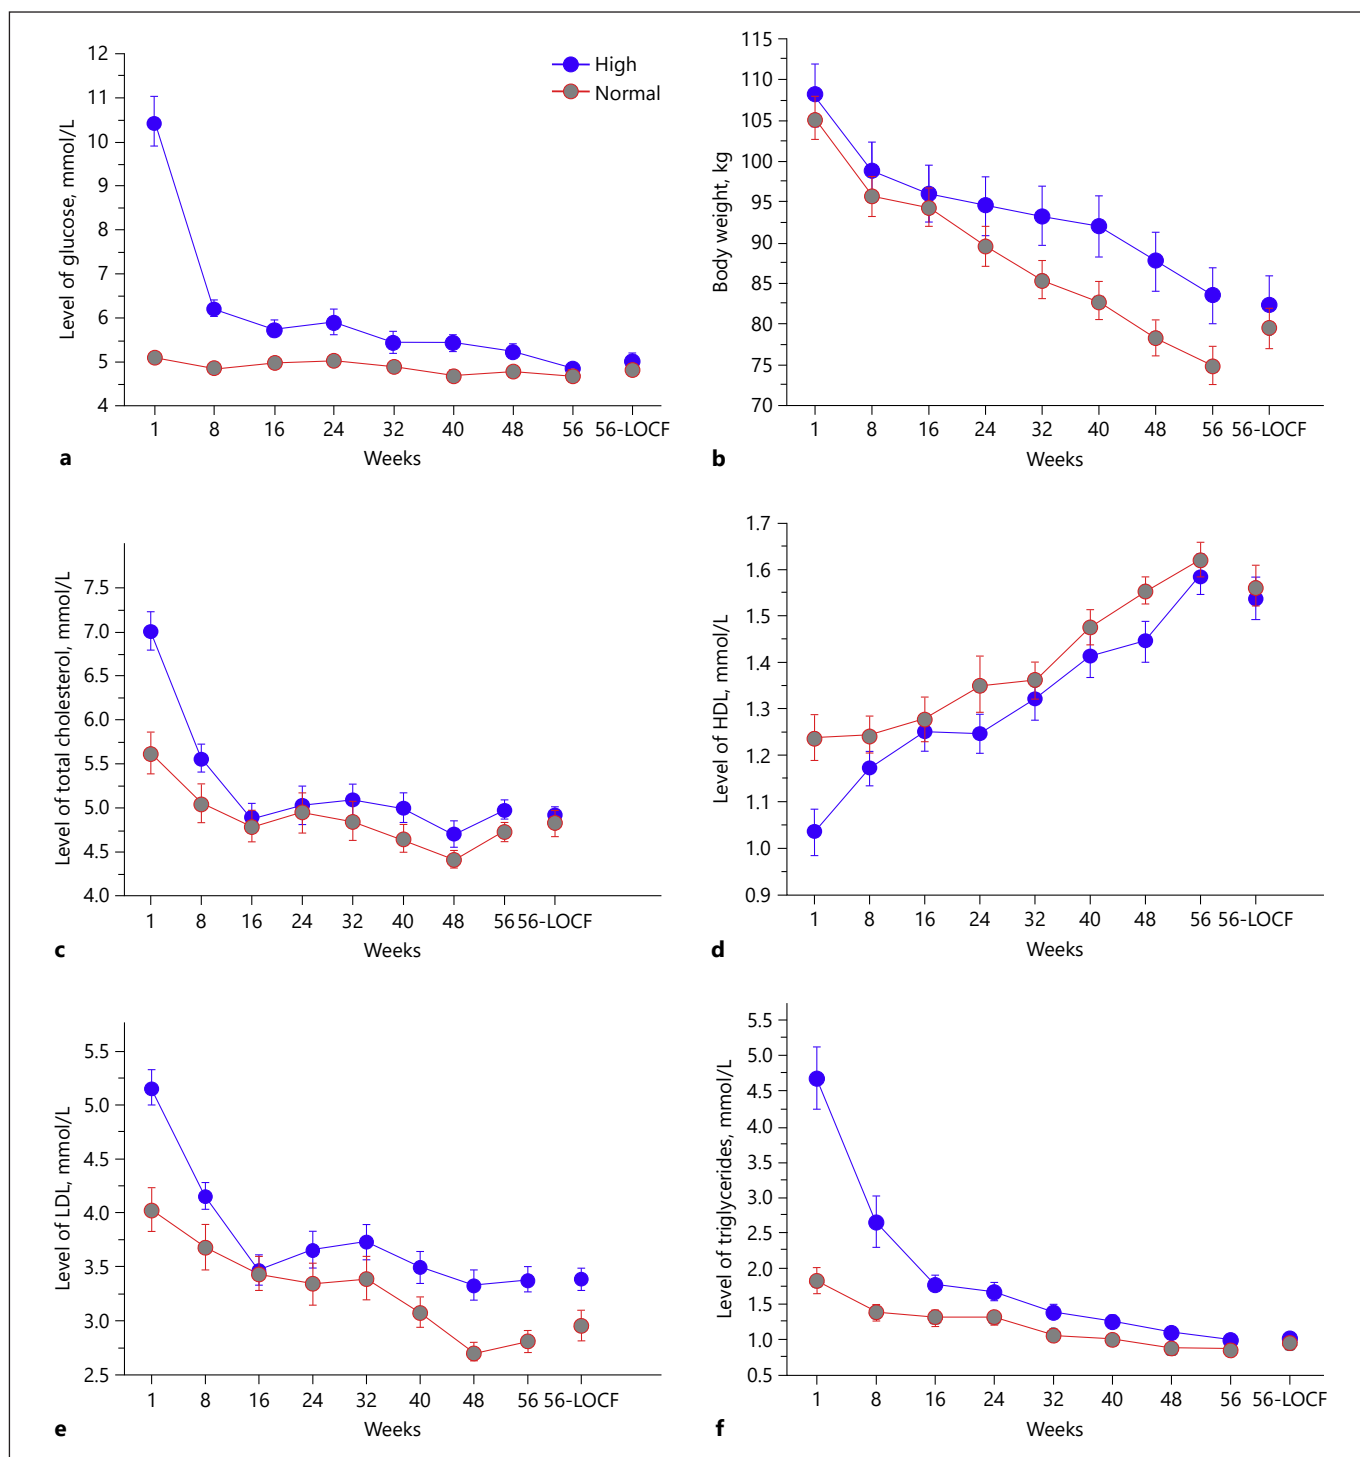 12
11
10
9
8
7
6
5
4
Level of glucose, mmol/L
High
Normal
1 8 16 24 32 40 48 56 56-LOCF
Weeks
a
115
110
105
100
95
90
85
80
75
70
Body weight, kg
1 8 16 24 32 40 48 56 56-LOCF
Weeks
b
7.5
7.0
6.5
6.0
5.5
5.0
4.5
4.0
Level of total cholesterol, mmol/L
1 8 16 24 32 40 48 56 56-LOCF
Weeks
c
1.7
1.6
1.5
1.4
1.3
1.2
1.1
1.0
0.9
Level of HDL, mmol/L
1 8 16 24 32 40 48 56 56-LOCF
Weeks
d
5.5
5.0
4.5
4.0
3.5
3.0
2.5
Level of LDL, mmol/L
1 8 16 24 32 40 48 56 56-LOCF
Weeks
e
5.5
5.0
4.5
4.0
3.5
3.0
2.5
2.0
1.5
1.0
0.5
Level of triglycerides, mmol/L
1 8 16 24 32 40 48 56 56-LOCF
Weeks
f